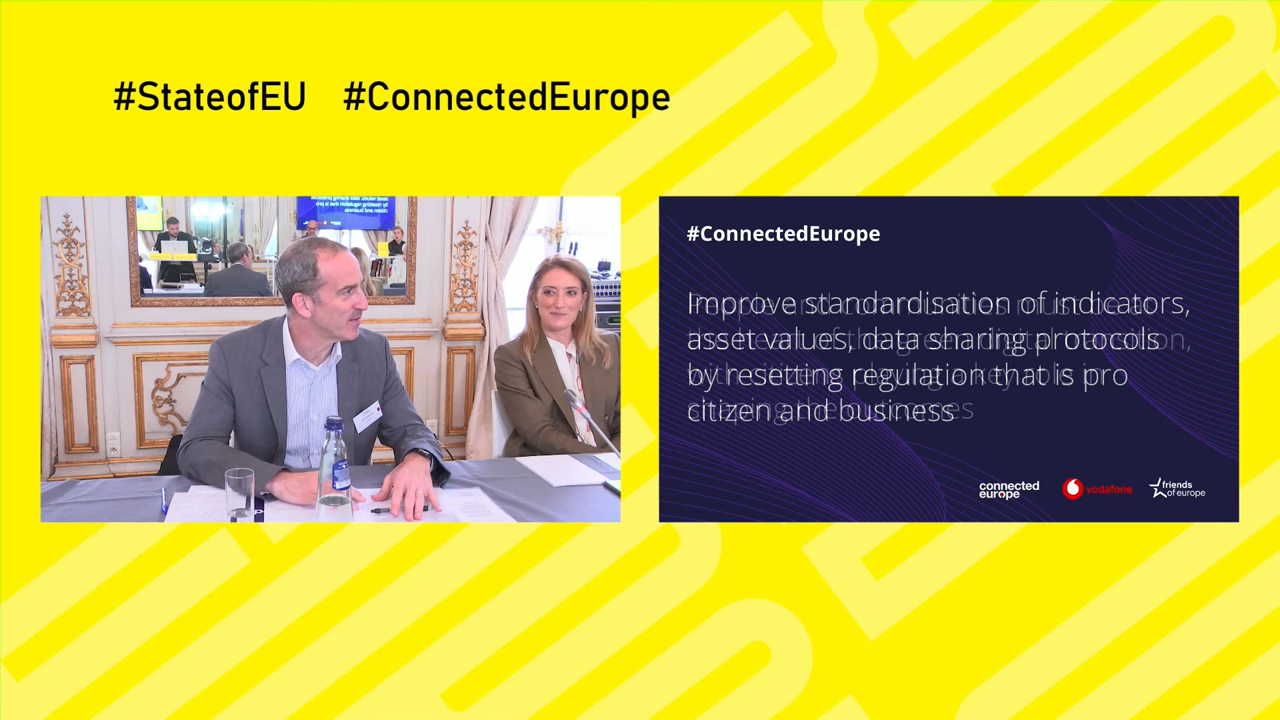 #StateofEU #ConnectedEurope
#ConnectedEurope
Improve standardisation of indicators,
asset values, data sharing protocols
by resetting regulation that is pro
citizen and business
connected
europe
vodafone
friends
of europe